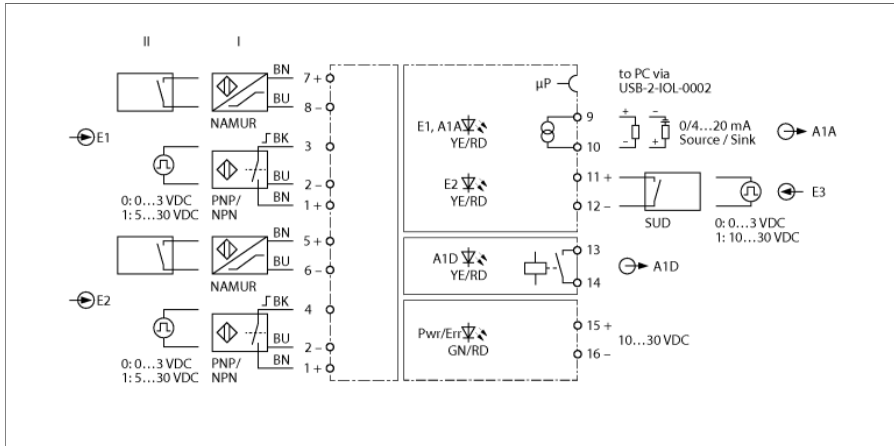 II
I
BN
7 +
BU
8 –
NAMUR
E1
BK
3
BU
2 –
BN
1 +
0: 0…3 VDC
1: 5…30 VDC
PNP/
NPN
5 +
BN
BU
6 –
NAMUR
E2
BK
4
BU
2 –
BN
1 +
0: 0…3 VDC
1: 5…30 VDC
PNP/
NPN
µP
to PC via
USB-2-IOL-0002
E1, A1A
YE/RD
9
10
+
–
–
+
0/4…20 mA
Source / Sink
A1A
E2
YE/RD
11 +
12 –
SUD
0: 0…3 VDC
1: 10…30 VDC
E3
A1D
YE/RD
13
14
A1D
Pwr/Err
GN/RD
15 +
16 –
10…30 VDC